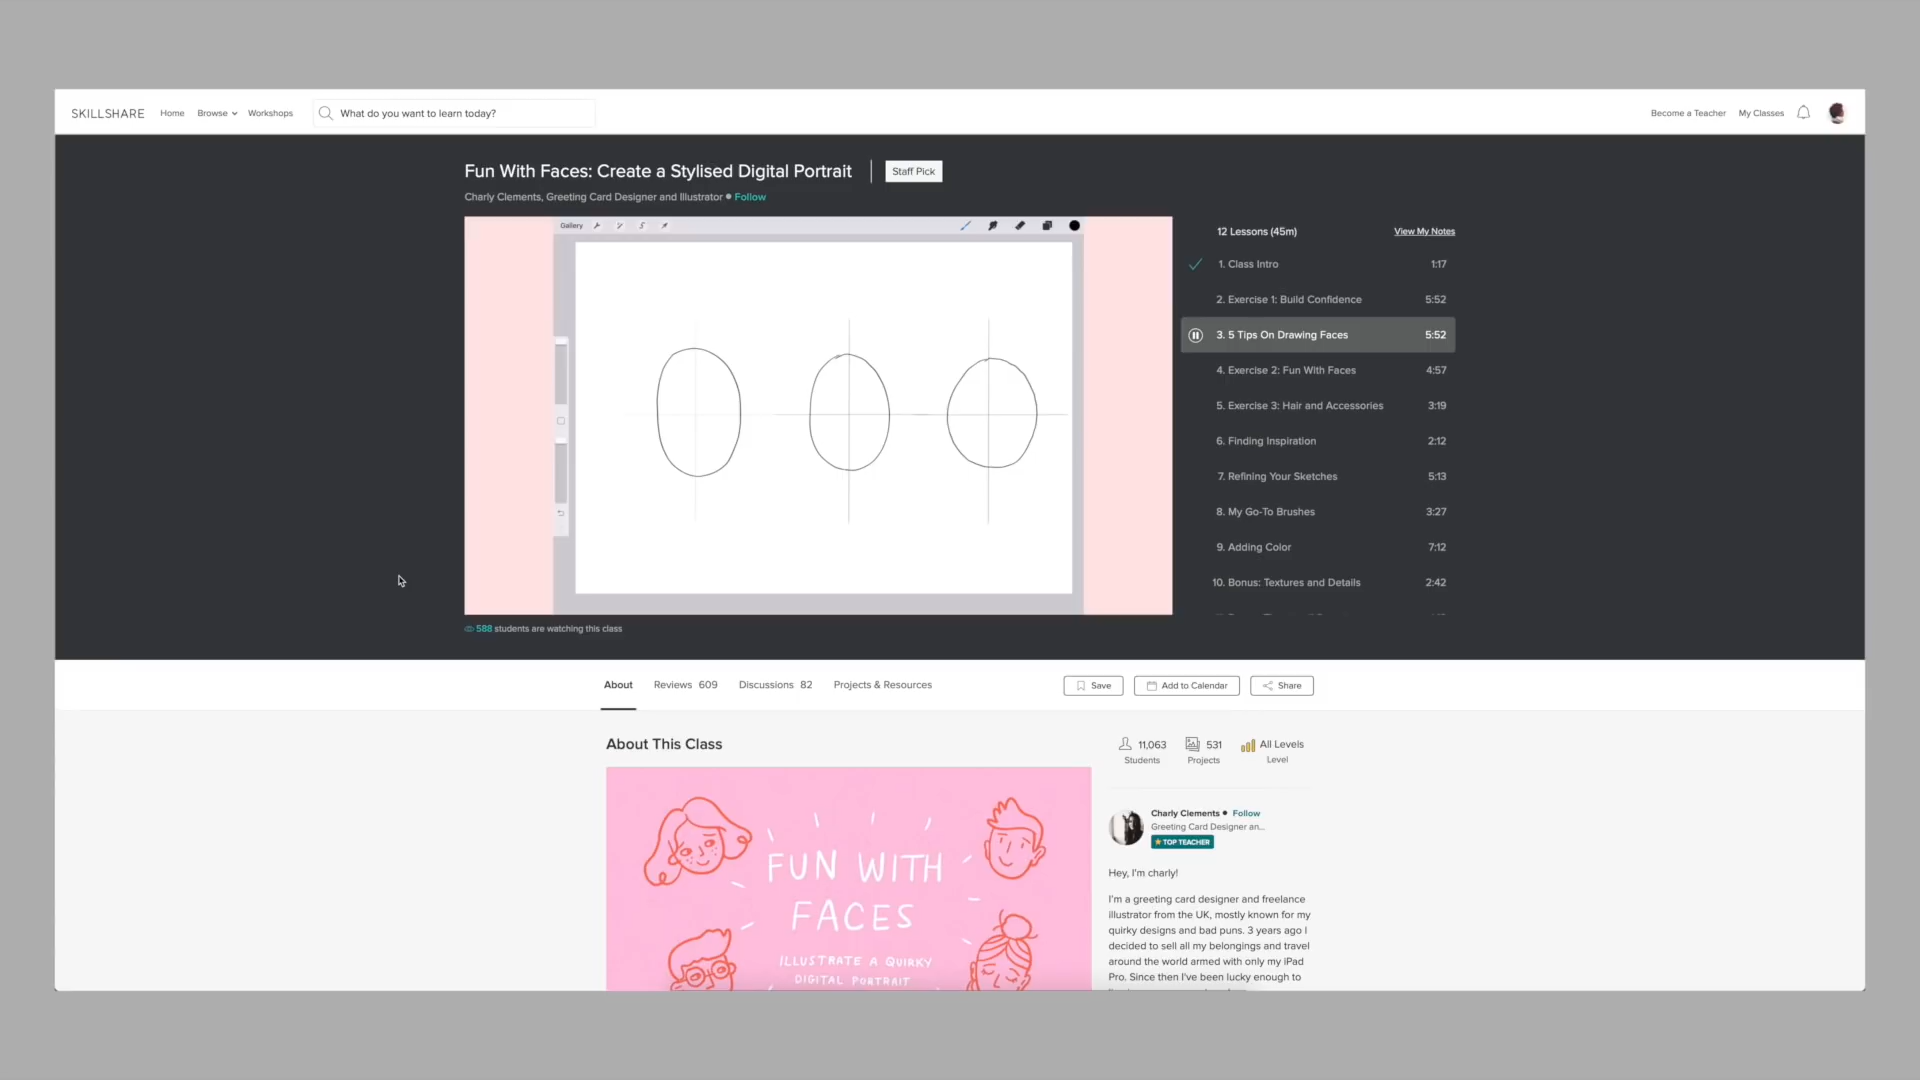 SKILLSHARE Home Browse Workshops What do you want to learn today? Become a Teacher My Classes
Fun With Faces: Create a Stylised Digital Portrait Staff Pick
Charly Clements, Greeting Card Designer and Illustrator • Follow
Gallery
12 Lessons (45m) View My Notes
1. Class Intro 1:17
2. Exercise 1: Build Confidence 5:52
3. 5 Tips On Drawing Faces 5:52
4. Exercise 2: Fun With Faces 4:57
5. Exercise 3: Hair and Accessories 3:19
6. Finding Inspiration 2:12
7. Refining Your Sketches 5:13
8. My Go-To Brushes 3:27
9. Adding Color 7:12
10. Bonus: Textures and Details 2:42
588 students are watching this class
About Reviews 609 Discussions 82 Projects & Resources Save Add to Calendar Share
About This Class
11,063 531 All Levels
Students Projects Level
FUN WITH
FACES
ILLUSTRATE A QUIRKY
DIGITAL PORTRAIT
Charly Clements • Follow
Greeting Card Designer an...
TOP TEACHER
Hey, I'm charly!
I'm a greeting card designer and freelance
illustrator from the UK, mostly known for my
quirky designs and bad puns. 3 years ago I
decided to sell all my belongings and travel
around the world armed with only my iPad
Pro. Since then I've been lucky enough to